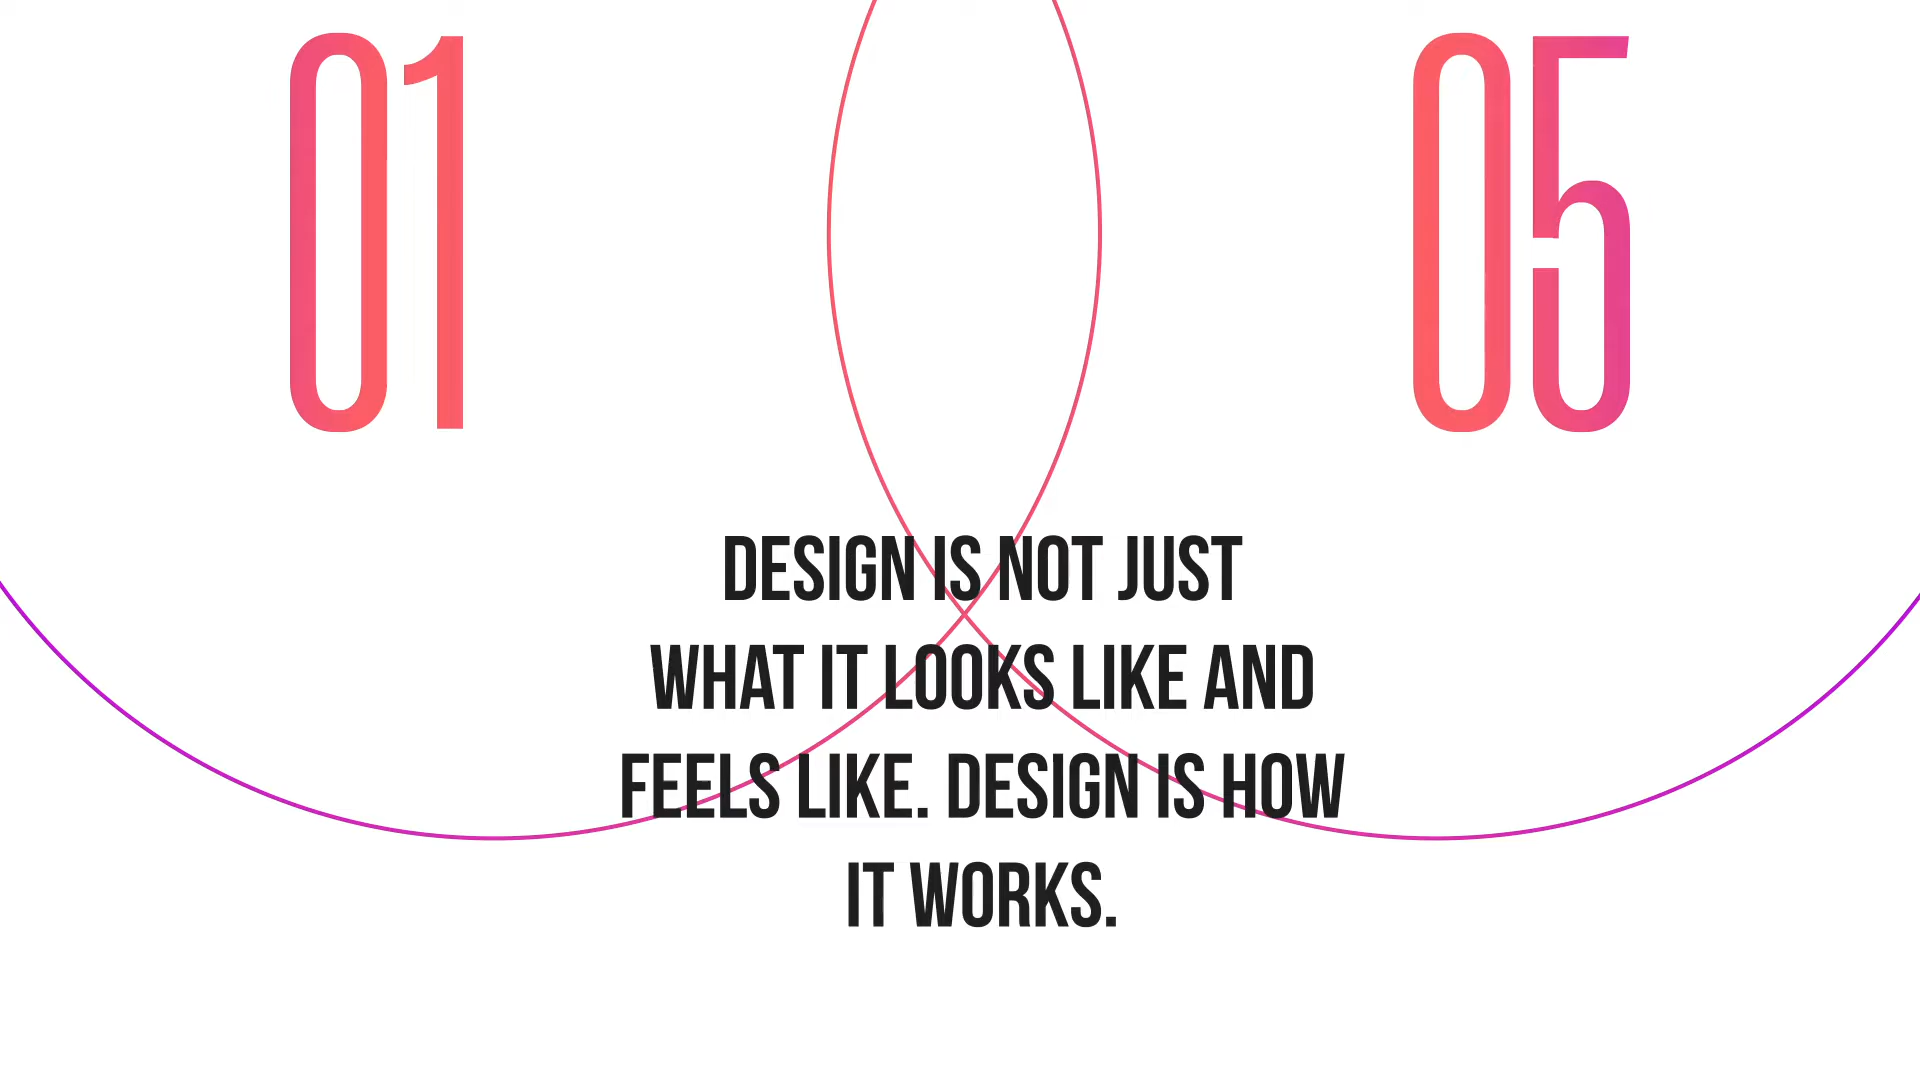 01
05
DESIGN IS NOT JUST
WHAT IT LOOKS LIKE AND
FEELS LIKE. DESIGN IS HOW
IT WORKS.